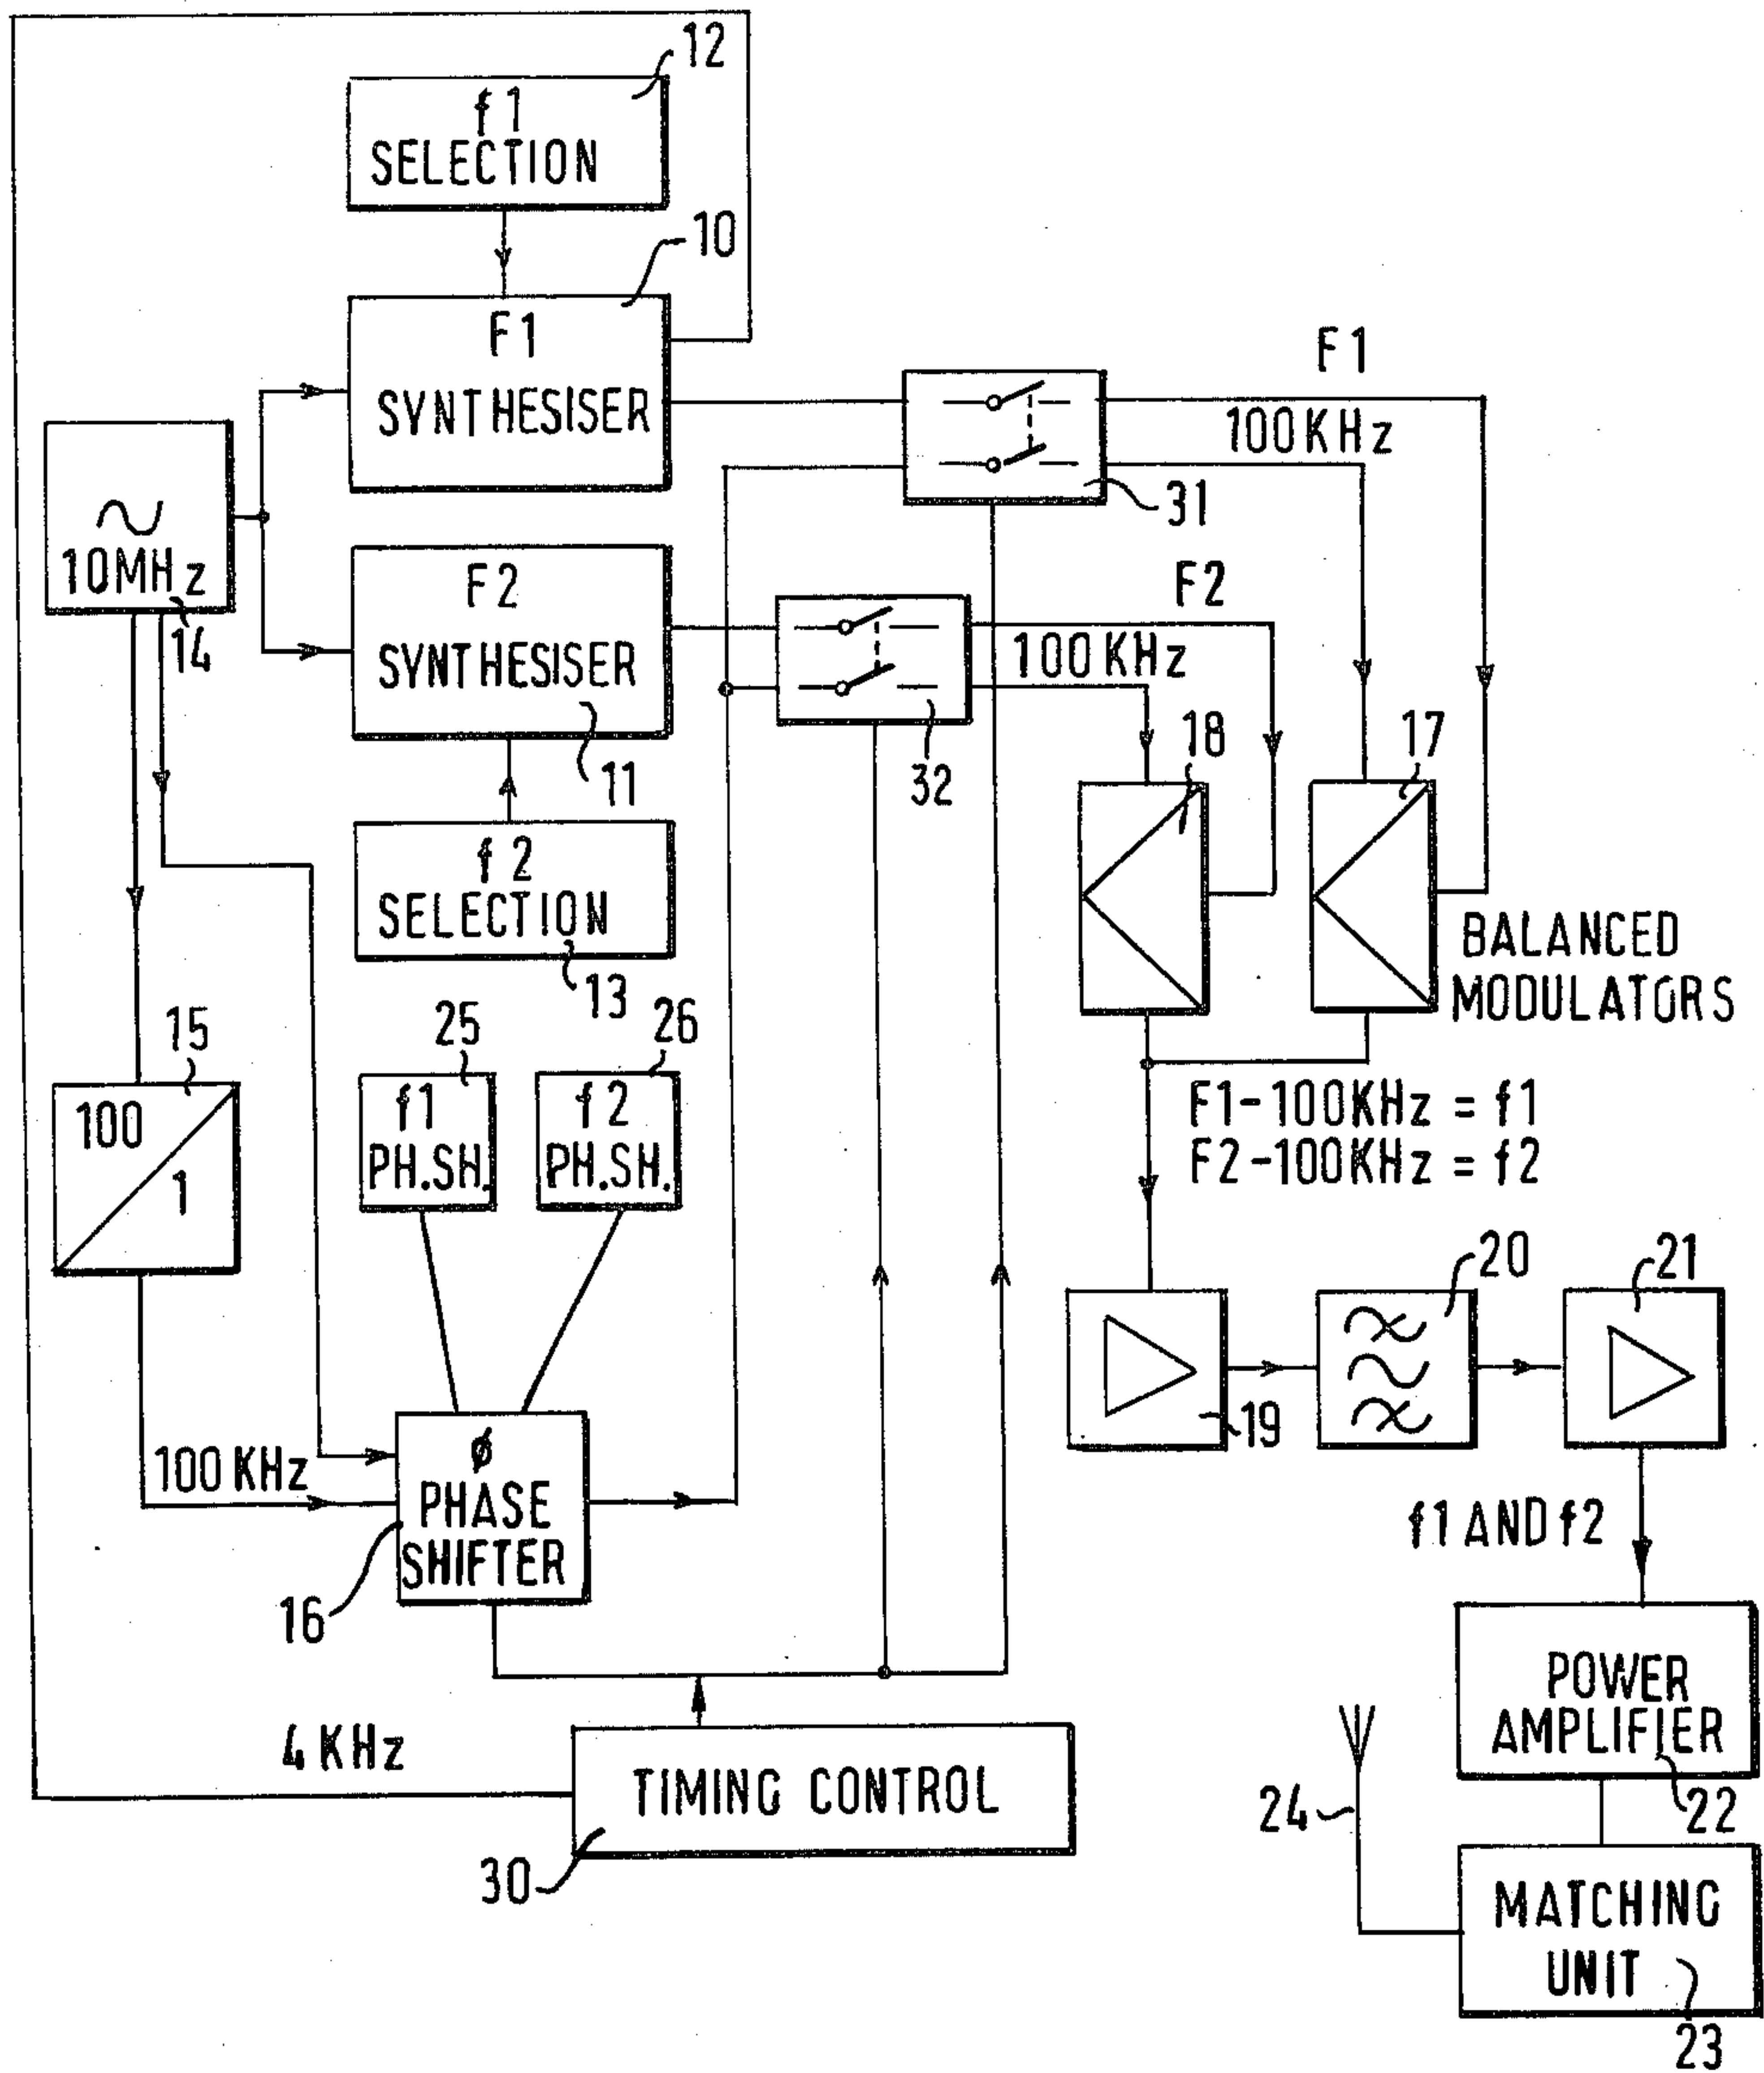 12
f1
SELECTION
10
F1
SYNTHESISER
F1
100KHz
31
10MHz
14
F2
SYNTHESISER
11
F2
100KHz
32
18
17
f2
SELECTION
13
BALANCED
MODULATORS
15
100
1
25
f1
PH.SH.
26
f2
PH.SH.
F1-100KHz = f1
F2-100KHz = f2
20
21
19
100KHz
ø
PHASE
SHIFTER
16
f1 AND f2
POWER
AMPLIFIER
22
4KHz
TIMING CONTROL
30
24
MATCHING
UNIT
23